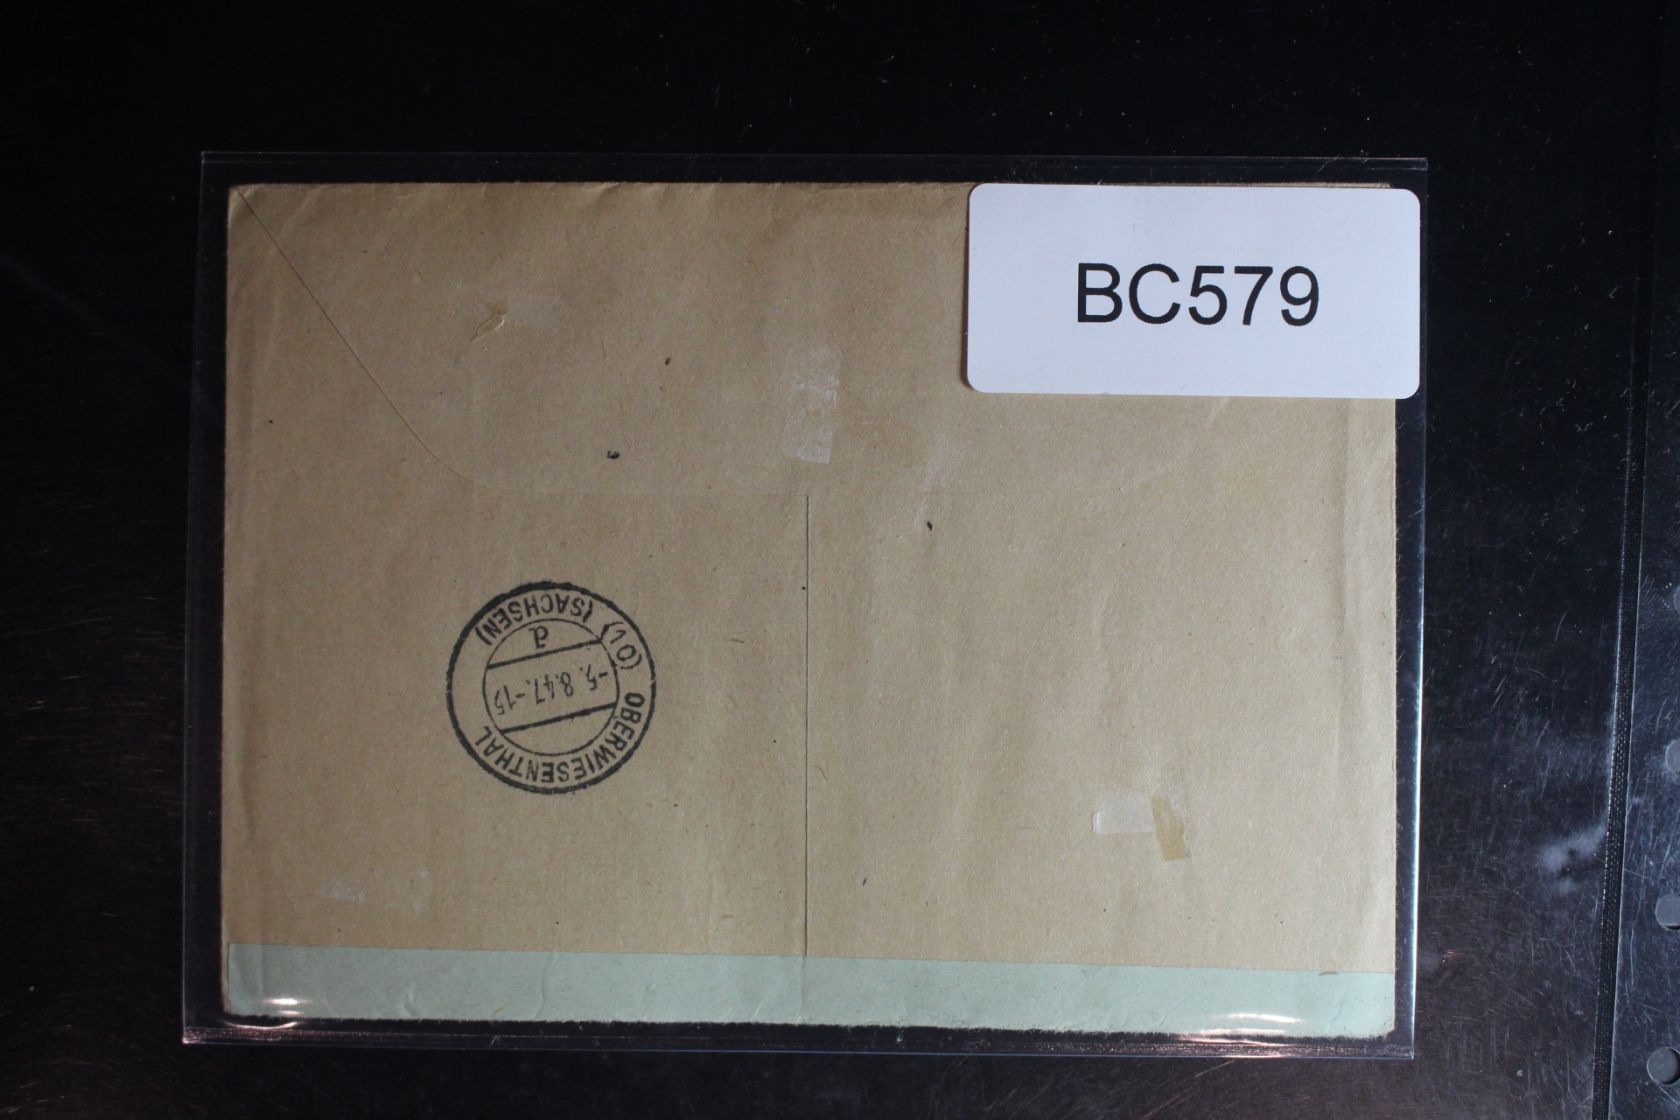 BC579
(10) OBERWIESENTHAL
(SACHSEN)
-5.8.47.-15
d